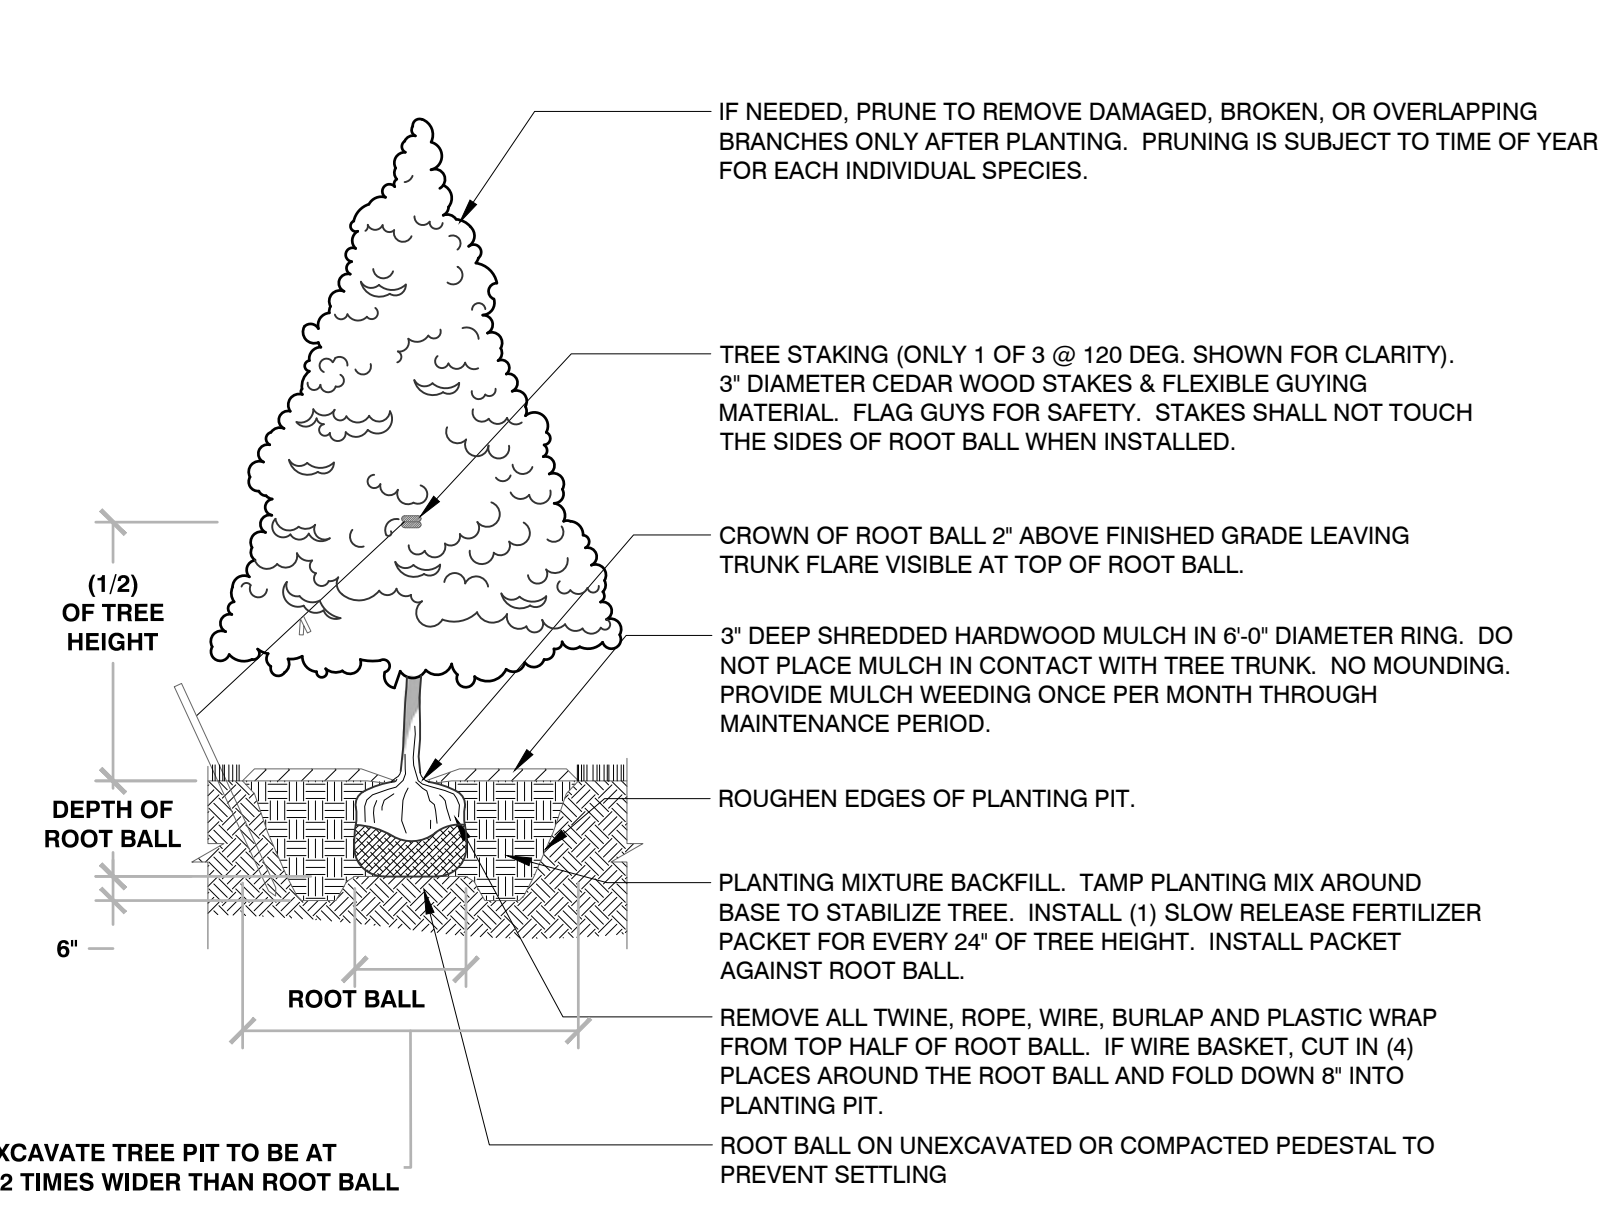 IF NEEDED, PRUNE TO REMOVE DAMAGED, BROKEN, OR OVERLAPPING
BRANCHES ONLY AFTER PLANTING. PRUNING IS SUBJECT TO TIME OF YEAR
FOR EACH INDIVIDUAL SPECIES.
TREE STAKING (ONLY 1 OF 3 @ 120 DEG. SHOWN FOR CLARITY).
3" DIAMETER CEDAR WOOD STAKES & FLEXIBLE GUYING
MATERIAL. FLAG GUYS FOR SAFETY. STAKES SHALL NOT TOUCH
THE SIDES OF ROOT BALL WHEN INSTALLED.
CROWN OF ROOT BALL 2" ABOVE FINISHED GRADE LEAVING
TRUNK FLARE VISIBLE AT TOP OF ROOT BALL.
(1/2)
OF TREE
HEIGHT
3" DEEP SHREDDED HARDWOOD MULCH IN 6'-0" DIAMETER RING. DO
NOT PLACE MULCH IN CONTACT WITH TREE TRUNK. NO MOUNDING.
PROVIDE MULCH WEEDING ONCE PER MONTH THROUGH
MAINTENANCE PERIOD.
DEPTH OF
ROOT BALL
ROUGHEN EDGES OF PLANTING PIT.
PLANTING MIXTURE BACKFILL. TAMP PLANTING MIX AROUND
BASE TO STABILIZE TREE. INSTALL (1) SLOW RELEASE FERTILIZER
PACKET FOR EVERY 24" OF TREE HEIGHT. INSTALL PACKET
AGAINST ROOT BALL.
6"
ROOT BALL
REMOVE ALL TWINE, ROPE, WIRE, BURLAP AND PLASTIC WRAP
FROM TOP HALF OF ROOT BALL. IF WIRE BASKET, CUT IN (4)
PLACES AROUND THE ROOT BALL AND FOLD DOWN 8" INTO
PLANTING PIT.
XCAVATE TREE PIT TO BE AT
2 TIMES WIDER THAN ROOT BALL
ROOT BALL ON UNEXCAVATED OR COMPACTED PEDESTAL TO
PREVENT SETTLING